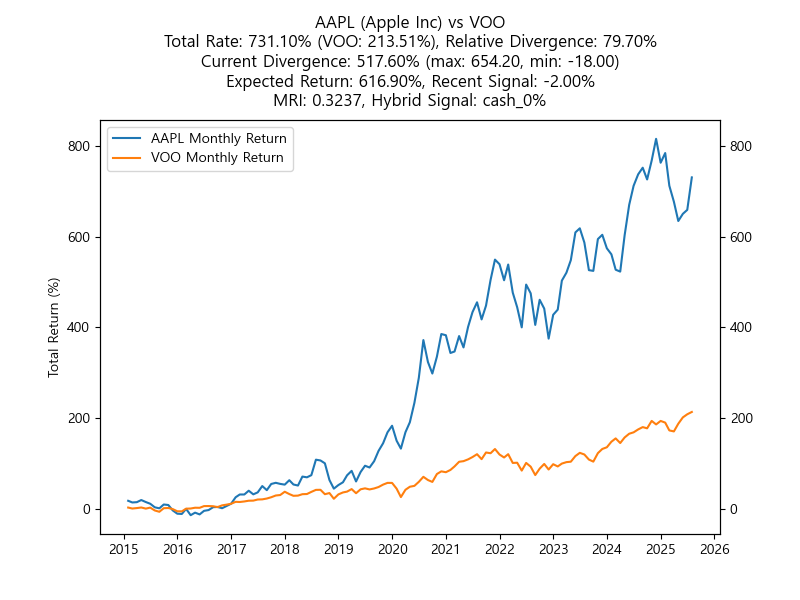 AAPL (Apple Inc) vs VOO
Total Rate: 731.10% (VOO: 213.51%), Relative Divergence: 79.70%
Current Divergence: 517.60% (max: 654.20, min: -18.00)
Expected Return: 616.90%, Recent Signal: -2.00%
MRI: 0.3237, Hybrid Signal: cash_0%
AAPL Monthly Return
VOO Monthly Return
800 800
600 600
400 400
200 200
0 0
Total Return (%)
2015 2016 2017 2018 2019 2020 2021 2022 2023 2024 2025 2026